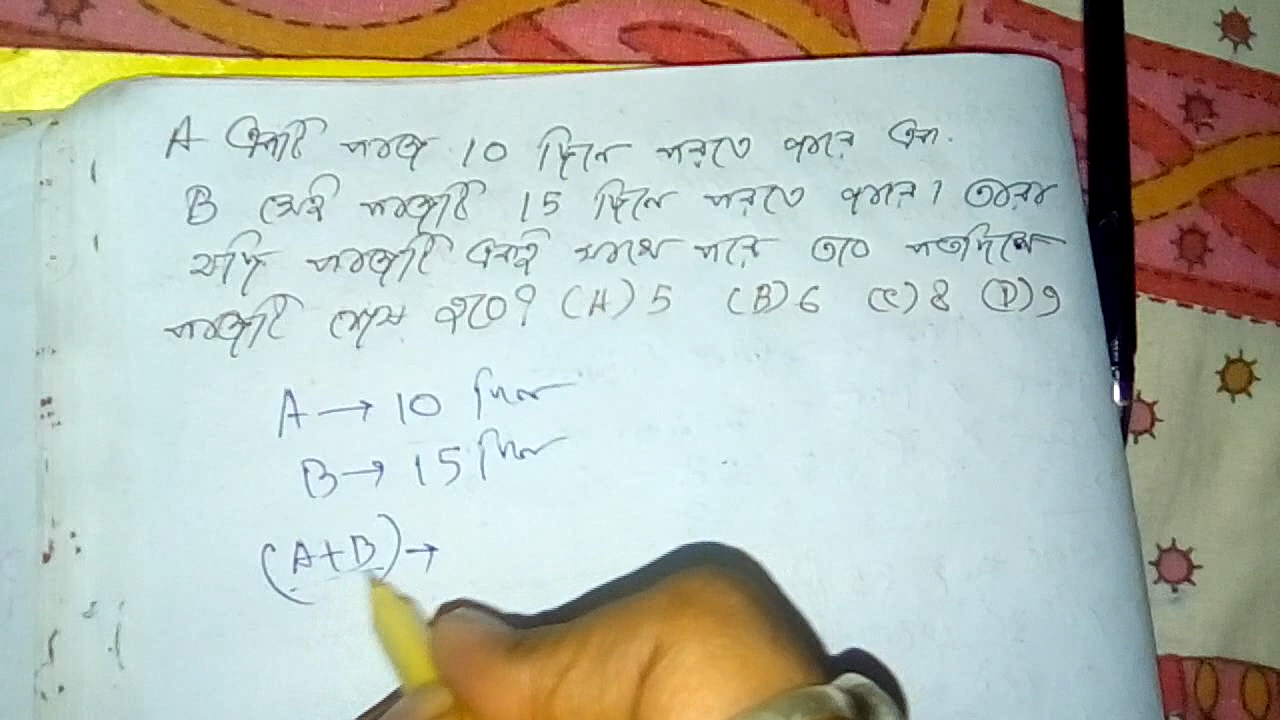 A একটি কাজ 10 দিনে করতে পারে এবং
B সেই কাজটি 15 দিনে করতে পারে। তারা
যদি কাজটি একই সাথে করে তবে কতদিনে
কাজটি শেষ হবে? (A) 5 (B) 6 (C) 8 (D) 9
A → 10 দিনে
B → 15 দিনে
(A+B) →